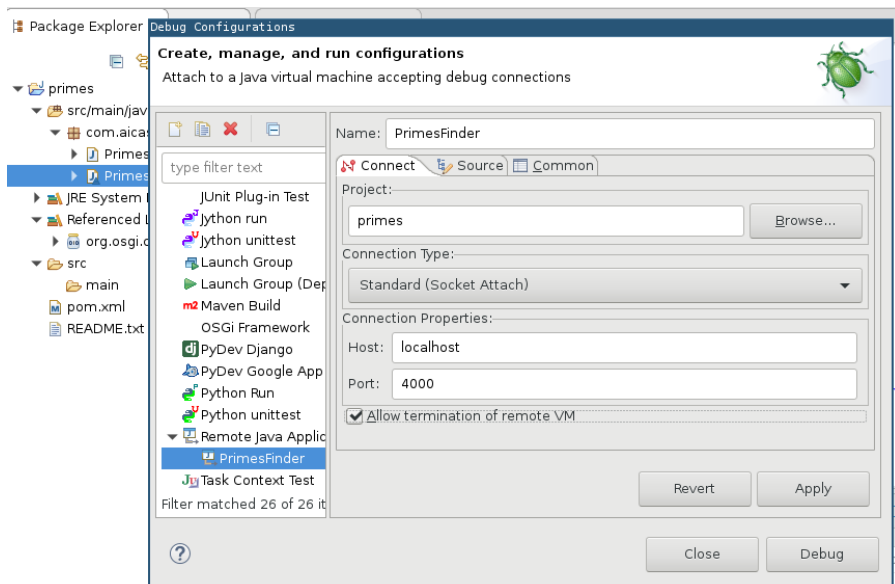 Package Explorer
Debug Configurations
Create, manage, and run configurations
Attach to a Java virtual machine accepting debug connections
primes
src/main/jav
com.aicas
Primes
Primes
JRE System
Referenced L
org.osgi.c
src
main
pom.xml
README.txt
type filter text
JUnit Plug-in Test
Jython run
Jython unittest
Launch Group
Launch Group (Dep
m2 Maven Build
OSGi Framework
dj PyDev Django
PyDev Google App
Python Run
Python unittest
Remote Java Applic
PrimesFinder
Task Context Test
Filter matched 26 of 26 it
Name: PrimesFinder
Connect Source Common
Project:
primes Browse...
Connection Type:
Standard (Socket Attach)
Connection Properties:
Host: localhost
Port: 4000
Allow termination of remote VM
Revert Apply
? Close Debug